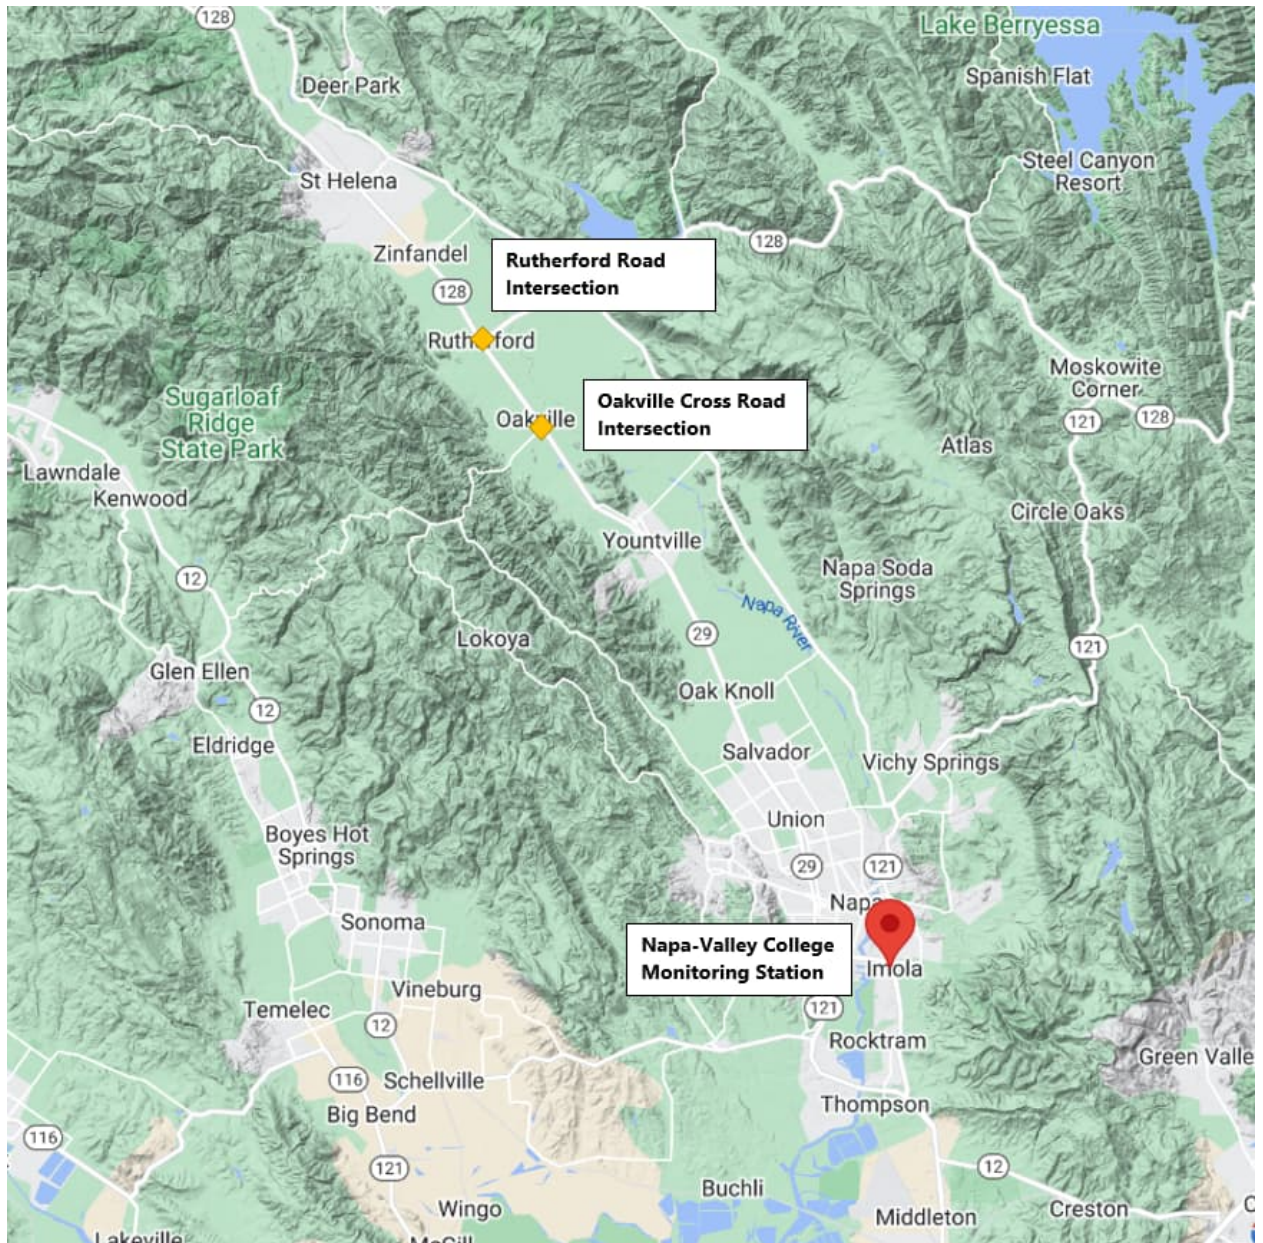 128
Lake Berryessa
Deer Park
Spanish Flat
St Helena
Steel Canyon
Resort
Zinfandel
128
Rutherford Road
Intersection
128
Rutherford
Oakville Cross Road
Intersection
Oakville
Moskowite
Corner
121
128
Sugarloaf
Ridge
State Park
Atlas
Lawndale
Kenwood
Circle Oaks
Yountville
Napa Soda
Springs
12
Napa River
29
Lokoya
121
Glen Ellen
Oak Knoll
12
Eldridge
Salvador
Vichy Springs
Union
Boyes Hot
Springs
29
121
Napa
Sonoma
Napa-Valley College
Monitoring Station
Imola
Vineburg
Temelec
121
12
Rocktram
Green Valle
116
Schellville
Thompson
Big Bend
116
121
12
Buchli
Wingo
Middleton
Creston
Lakeville
McGill